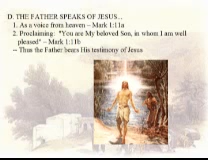 D. THE FATHER SPEAKS OF JESUS...
1. As a voice from heaven – Mark 1:11a
2. Proclaiming: "You are My beloved Son, in whom I am well
pleased" – Mark 1:11b
-- Thus the Father bears His testimony of Jesus